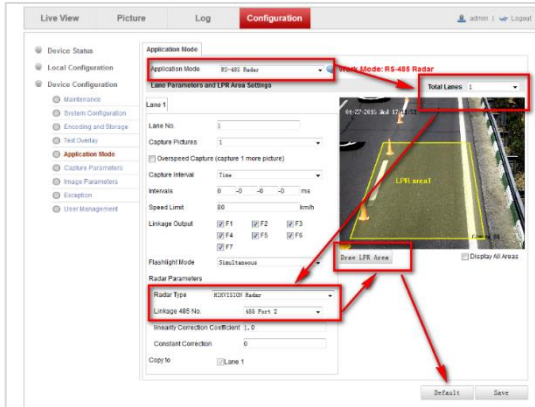 Live View Picture Log Configuration admin Logout
Device Status
Local Configuration
Device Configuration
Maintenance
System Configuration
Encoding and Storage
Text Overlay
Application Mode
Capture Parameters
Image Parameters
Exception
User Management
Application Mode
Application Mode RS-485 Radar Work Mode: RS-485 Radar
Lane Parameters and LPR Area Settings
Total Lanes 1
Lane 1
Lane No. 1
Capture Pictures 1
Overspeed Capture (capture 1 more picture)
Capture Interval Time
Intervals 0 -0 -0 -0 ms
Speed Limit 80 km/h
Linkage Output F1 F2 F3
F4 F5 F6
F7
Flashlight Mode Simultaneous
Radar Parameters
Radar Type HIKVISION Radar
Linkage 485 No. 485 Port 2
linearity Correction Coefficient 1.0
Constant Correction 0
Copy to Lane 1
04-27-2015 Wed 17
LPR area1
Draw LPR Area
Display All Areas
Default Save